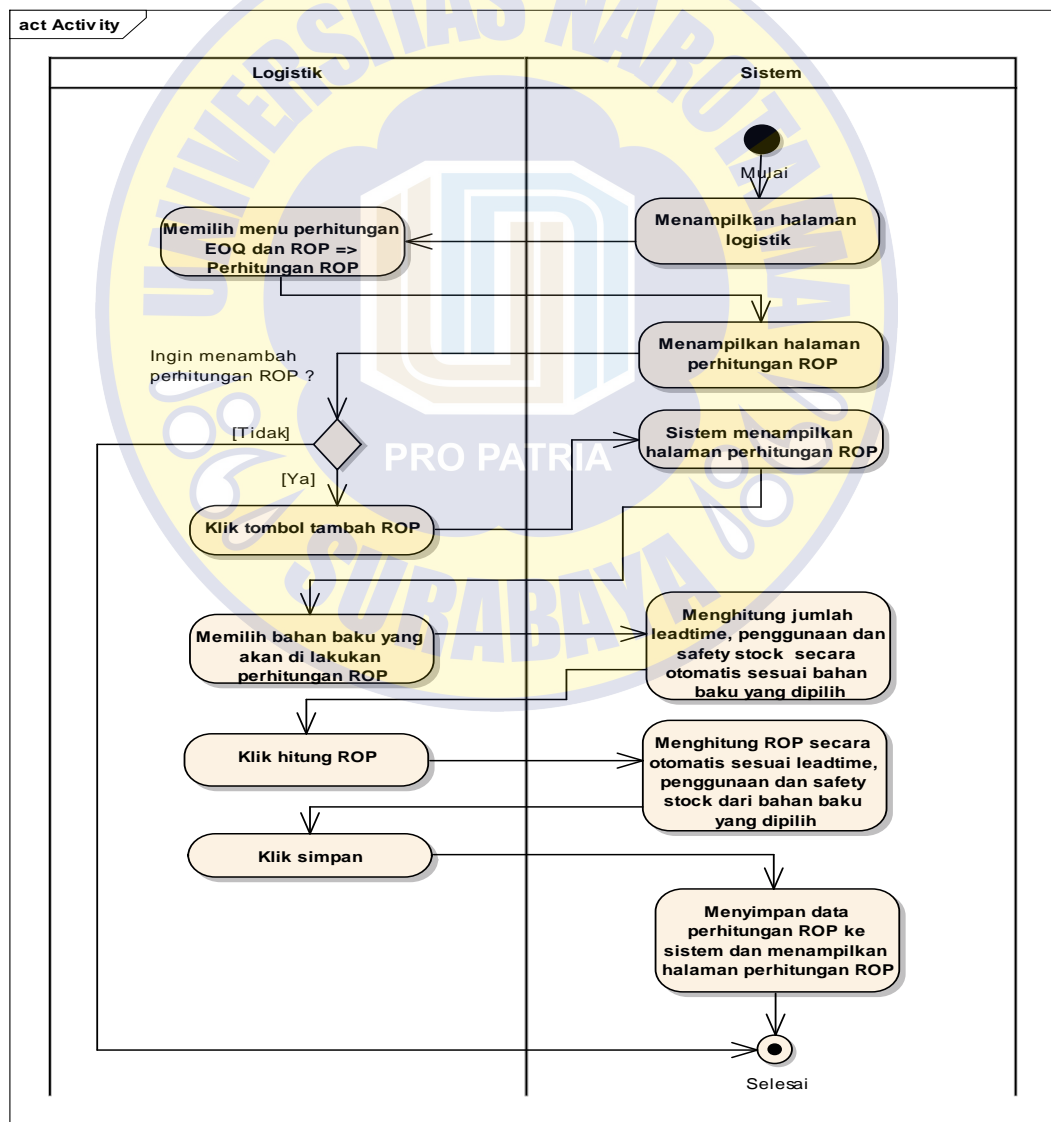 act Activity
Logistik
Sistem
Mulai
Menampilkan halaman
logistik
Memilih menu perhitungan
EOQ dan ROP =>
Perhitungan ROP
Menampilkan halaman
perhitungan ROP
Ingin menambah
perhitungan ROP ?
[Tidak]
[Ya]
Klik tombol tambah ROP
Sistem menampilkan
halaman perhitungan ROP
Memilih bahan baku yang
akan di lakukan
perhitungan ROP
Menghitung jumlah
leadtime, penggunaan dan
safety stock secara
otomatis sesuai bahan
baku yang dipilih
Klik hitung ROP
Menghitung ROP secara
otomatis sesuai leadtime,
penggunaan dan safety
stock dari bahan baku
yang dipilih
Klik simpan
Menyimpan data
perhitungan ROP ke
sistem dan menampilkan
halaman perhitungan ROP
Selesai
UNIVERSITAS NAROTAMA
PRO PATRIA
SURABAYA